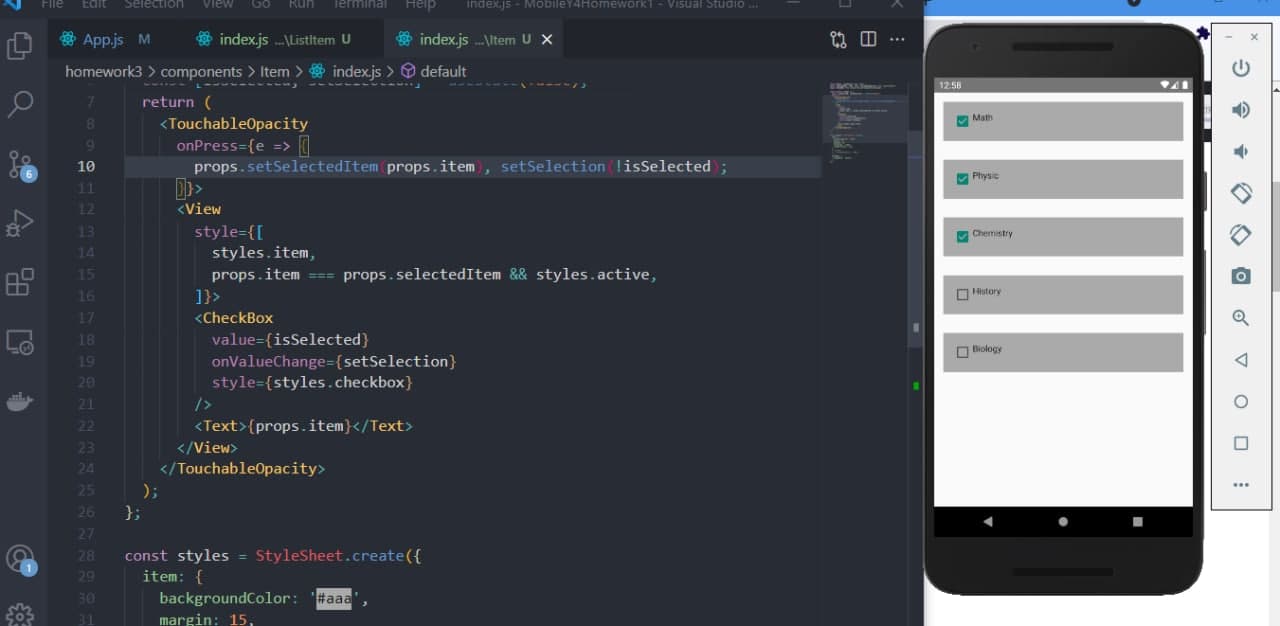 File Edit Selection View Go Run Terminal Help index.js - MobileY4Homework1 - Visual Studio ...
App.js M index.js ...\ListItem U index.js ...\Item U
homework3 > components > Item > index.js > default
7 return (
8 <TouchableOpacity
9 onPress={e => {
10 props.setSelectedItem(props.item), setSelection(!isSelected);
11 }}>
12 <View
13 style={[
14 styles.item,
15 props.item === props.selectedItem && styles.active,
16 ]}>
17 <CheckBox
18 value={isSelected}
19 onValueChange={setSelection}
20 style={styles.checkbox}
21 />
22 <Text>{props.item}</Text>
23 </View>
24 </TouchableOpacity>
25 );
26 };
27
28 const styles = StyleSheet.create({
29 item: {
30 backgroundColor: '#aaa',
31 margin: 15,
6
1
12:58
Math
Physic
Chemistry
History
Biology